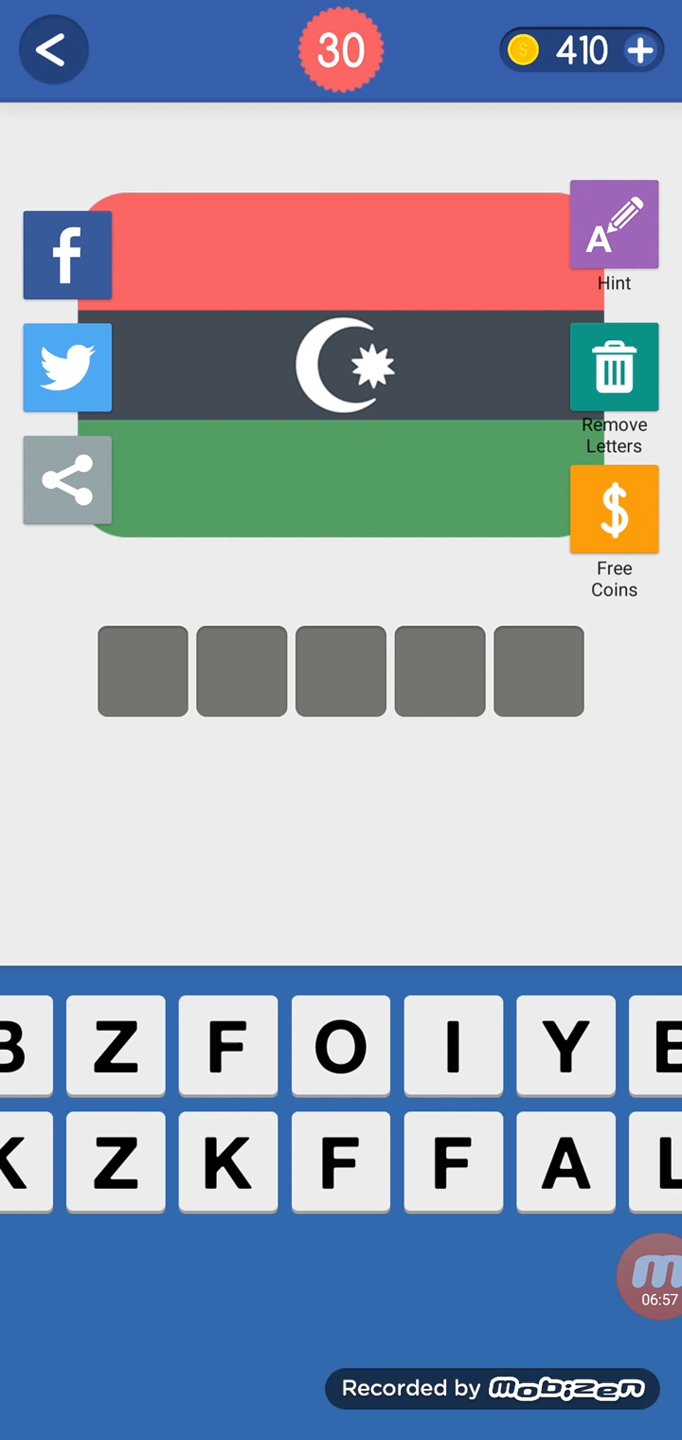 30
410
f
A
Hint
Remove
Letters
$
Free
Coins
B Z F O I Y
K Z K F F A L
06:57
Recorded by mobizen